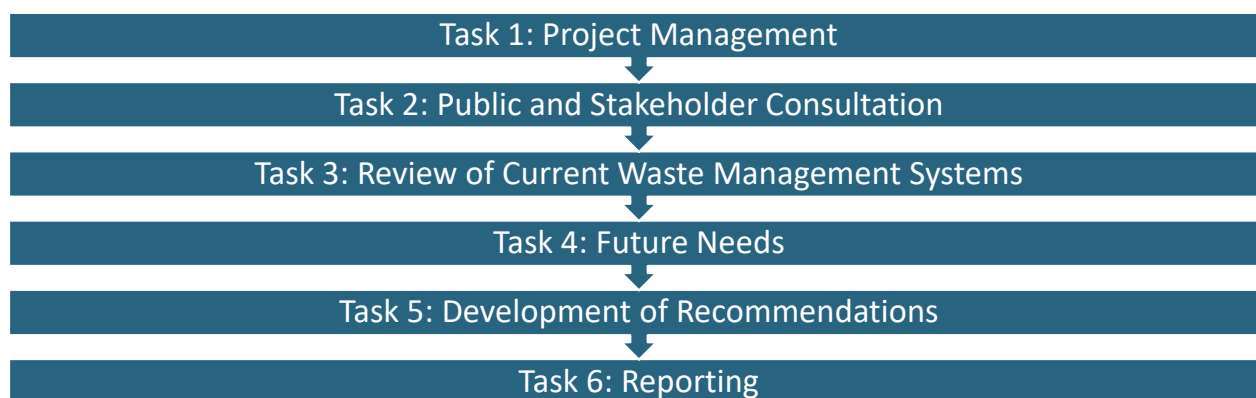 Task 1: Project Management
Task 2: Public and Stakeholder Consultation
Task 3: Review of Current Waste Management Systems
Task 4: Future Needs
Task 5: Development of Recommendations
Task 6: Reporting